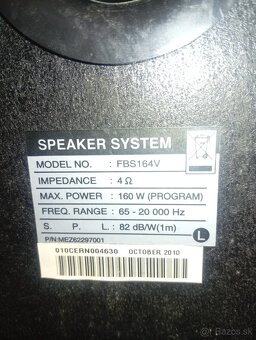 SPEAKER SYSTEM
MODEL NO. : FBS164V
IMPEDANCE : 4 Ω
MAX. POWER : 160 W (PROGRAM)
FREQ. RANGE : 65 - 20 000 Hz
S. P. L. : 82 dB/W(1m)
P/N:MEZ62297001
L
010CERN004630 OCTOBER 2010
Bazos.sk